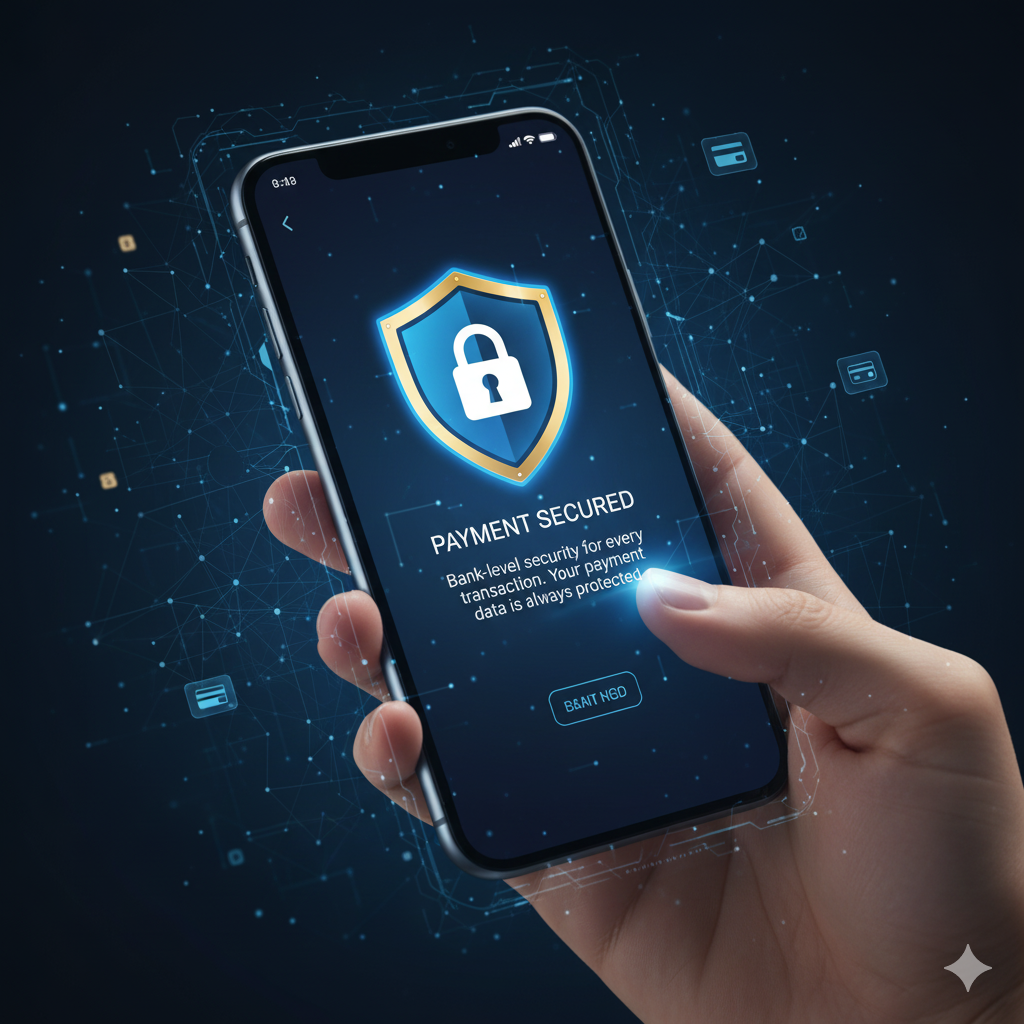 PAYMENT SECURED
Bank-level security for every
transaction. Your payment
data is always protected.